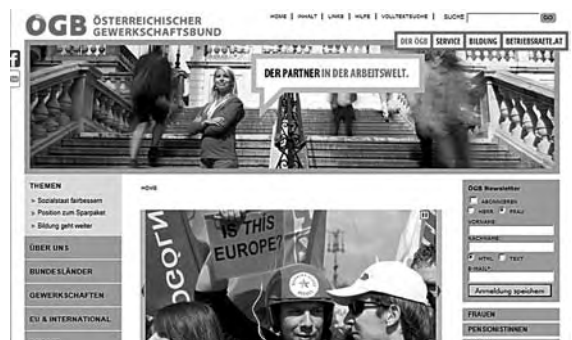 HOME | INHALT | LINKS | HILFE | VOLLTEXTSUCHE | SUCHE GO
ÖGB ÖSTERREICHISCHER
GEWERKSCHAFTSBUND
DER ÖGB SERVICE BILDUNG BETRIEBSRAETE.AT
DER PARTNER IN DER ARBEITSWELT.
THEMEN
» Sozialstaat fairbessern
» Position zum Sparpaket
» Bildung geht weiter
ÜBER UNS
BUNDESLÄNDER
GEWERKSCHAFTEN
EU & INTERNATIONAL
HOME
IS THIS
EUROPE?
ÖGB Newsletter
ABONNIEREN
HERR FRAU
VORNAME:
NACHNAME:
HTML TEXT
E-MAIL*:
Anmeldung speichern
FRAUEN
PENSIONISTINNEN